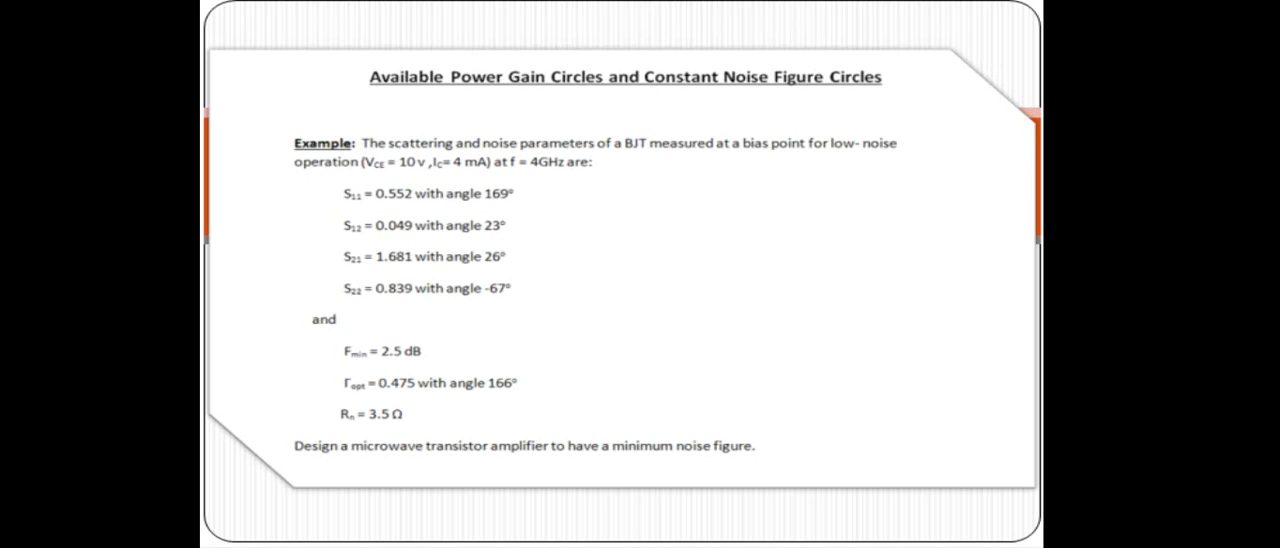 Available Power Gain Circles and Constant Noise Figure Circles
Example: The scattering and noise parameters of a BJT measured at a bias point for low- noise
operation (VCE = 10 v ,IC= 4 mA) at f = 4GHz are:
S11 = 0.552 with angle 169°
S12 = 0.049 with angle 23°
S21 = 1.681 with angle 26°
S22 = 0.839 with angle -67°
and
Fmin = 2.5 dB
Γopt = 0.475 with angle 166°
Rn = 3.5 Ω
Design a microwave transistor amplifier to have a minimum noise figure.